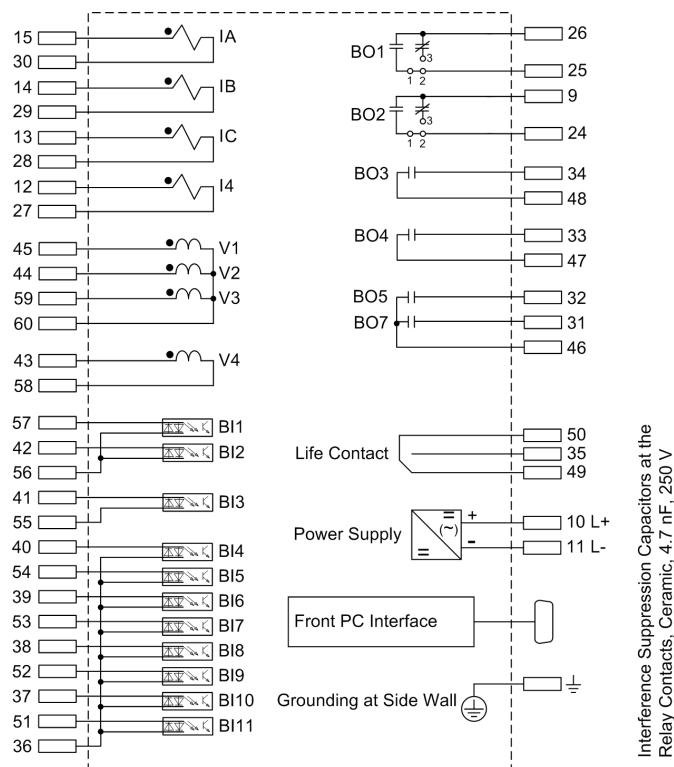 15 IA
30
14 IB
29
13 IC
28
12 I4
27
45 V1
44 V2
59 V3
60
43 V4
58
57 BI1
42 BI2
56
41 BI3
55
40 BI4
54 BI5
39 BI6
53 BI7
38 BI8
52 BI9
37 BI10
51 BI11
36
BO1 3 26
1 2 25
BO2 3 9
1 2 24
BO3 34
48
BO4 33
47
BO5 32
BO7 31
46
Life Contact 50
35
49
Power Supply = (~) = + 10 L+
- 11 L-
Front PC Interface
Grounding at Side Wall
Interference Suppression Capacitors at the
Relay Contacts, Ceramic, 4.7 nF, 250 V